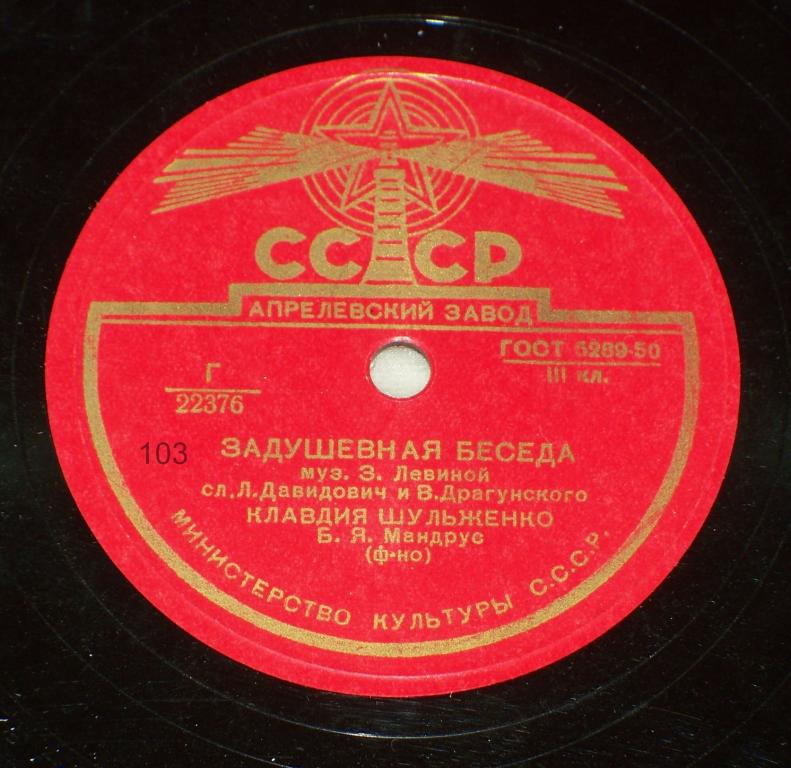 СССР
АПРЕЛЕВСКИЙ ЗАВОД
ГОСТ 5289-50
III кл.
Г
22376
103
ЗАДУШЕВНАЯ БЕСЕДА
муз. З. Левиной
сл. Л. Давидович и В. Драгунского
КЛАВДИЯ ШУЛЬЖЕНКО
Б. Я. Мандрус
(ф-но)
МИНИСТЕРСТВО КУЛЬТУРЫ С.С.С.Р.